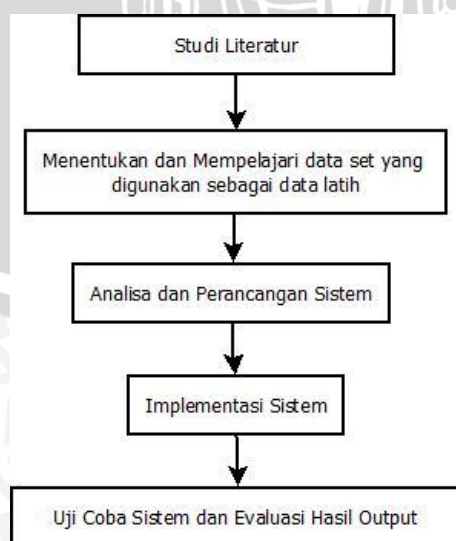 Studi Literatur
Menentukan dan Mempelajari data set yang
digunakan sebagai data latih
Analisa dan Perancangan Sistem
Implementasi Sistem
Uji Coba Sistem dan Evaluasi Hasil Output